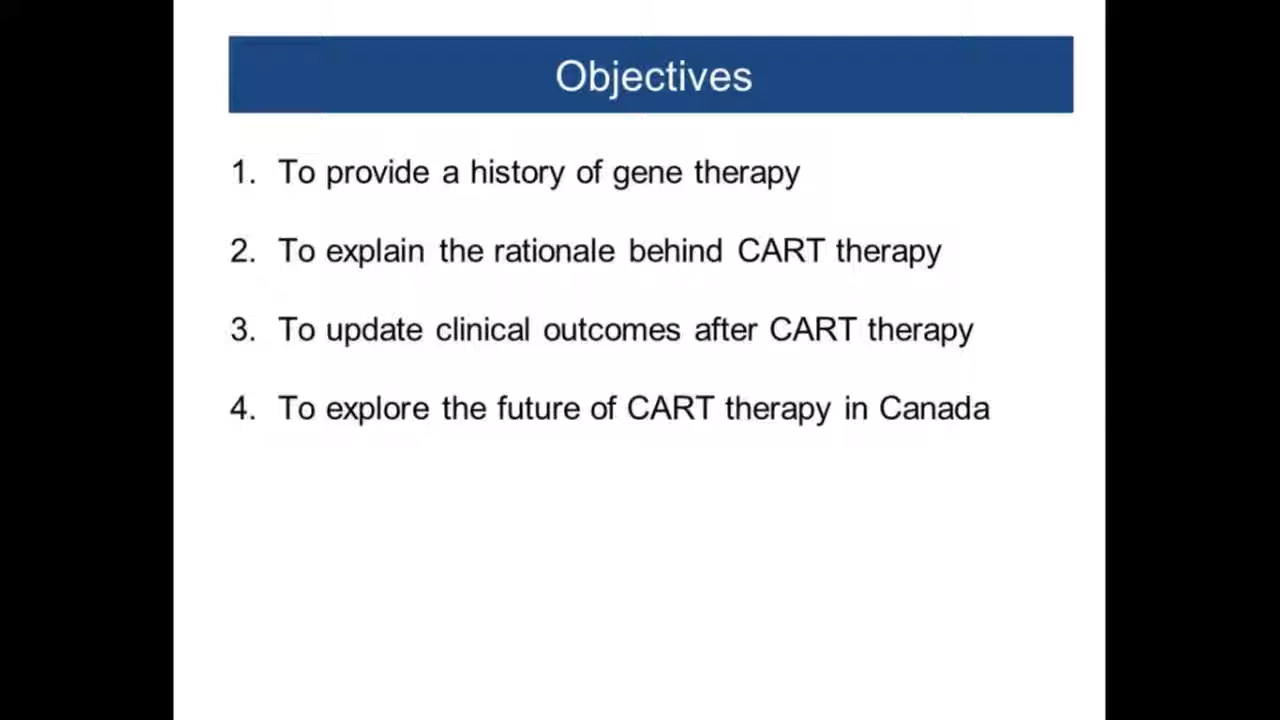 Objectives
1. To provide a history of gene therapy
2. To explain the rationale behind CART therapy
3. To update clinical outcomes after CART therapy
4. To explore the future of CART therapy in Canada